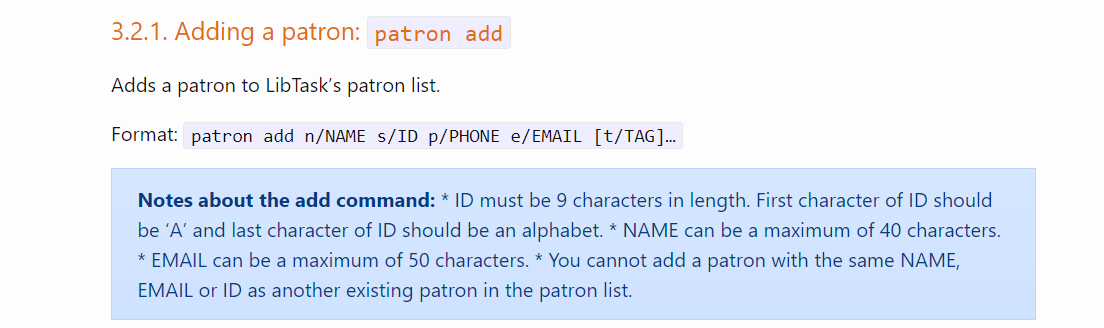 3.2.1. Adding a patron: patron add
Adds a patron to LibTask’s patron list.
Format: patron add n/NAME s/ID p/PHONE e/EMAIL [t/TAG]…
Notes about the add command: * ID must be 9 characters in length. First character of ID should
be ‘A’ and last character of ID should be an alphabet. * NAME can be a maximum of 40 characters.
* EMAIL can be a maximum of 50 characters. * You cannot add a patron with the same NAME,
EMAIL or ID as another existing patron in the patron list.